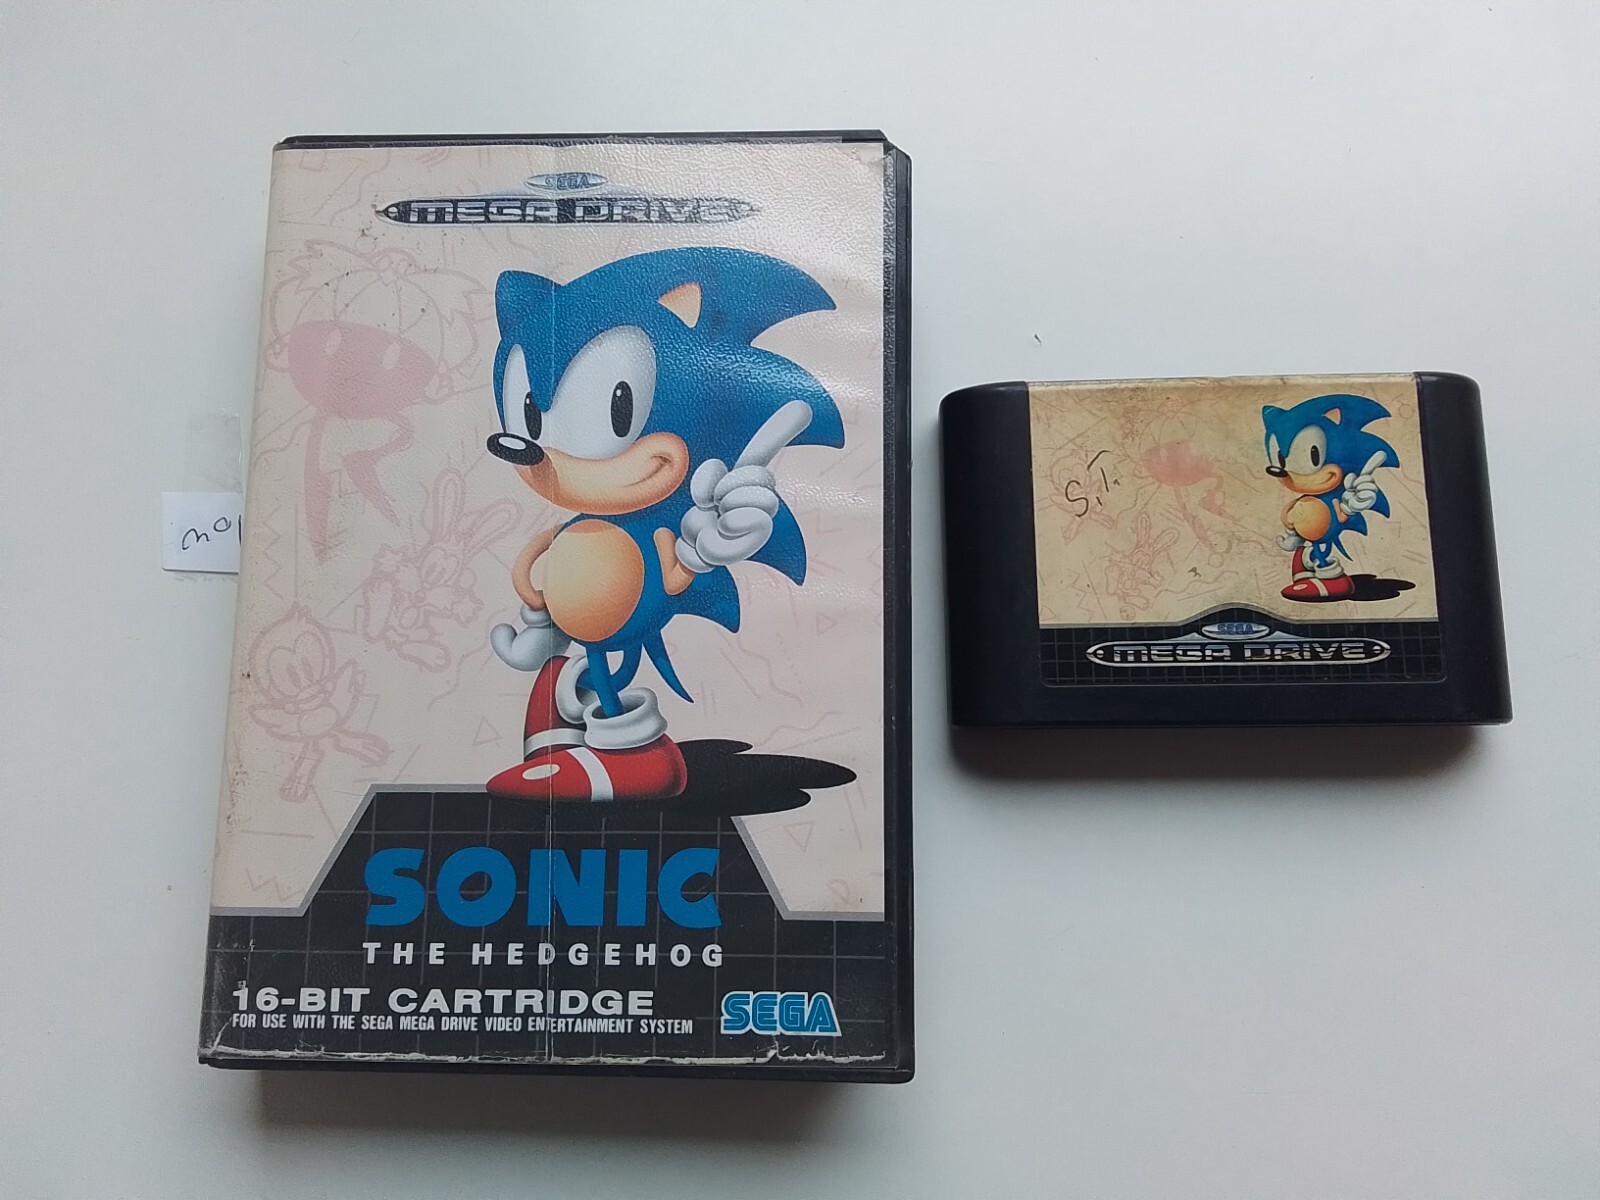 SEGA
MEGA DRIVE
SONIC
THE HEDGEHOG
16-BIT CARTRIDGE
FOR USE WITH THE SEGA MEGA DRIVE VIDEO ENTERTAINMENT SYSTEM
SEGA
S.T.
SEGA
MEGA DRIVE